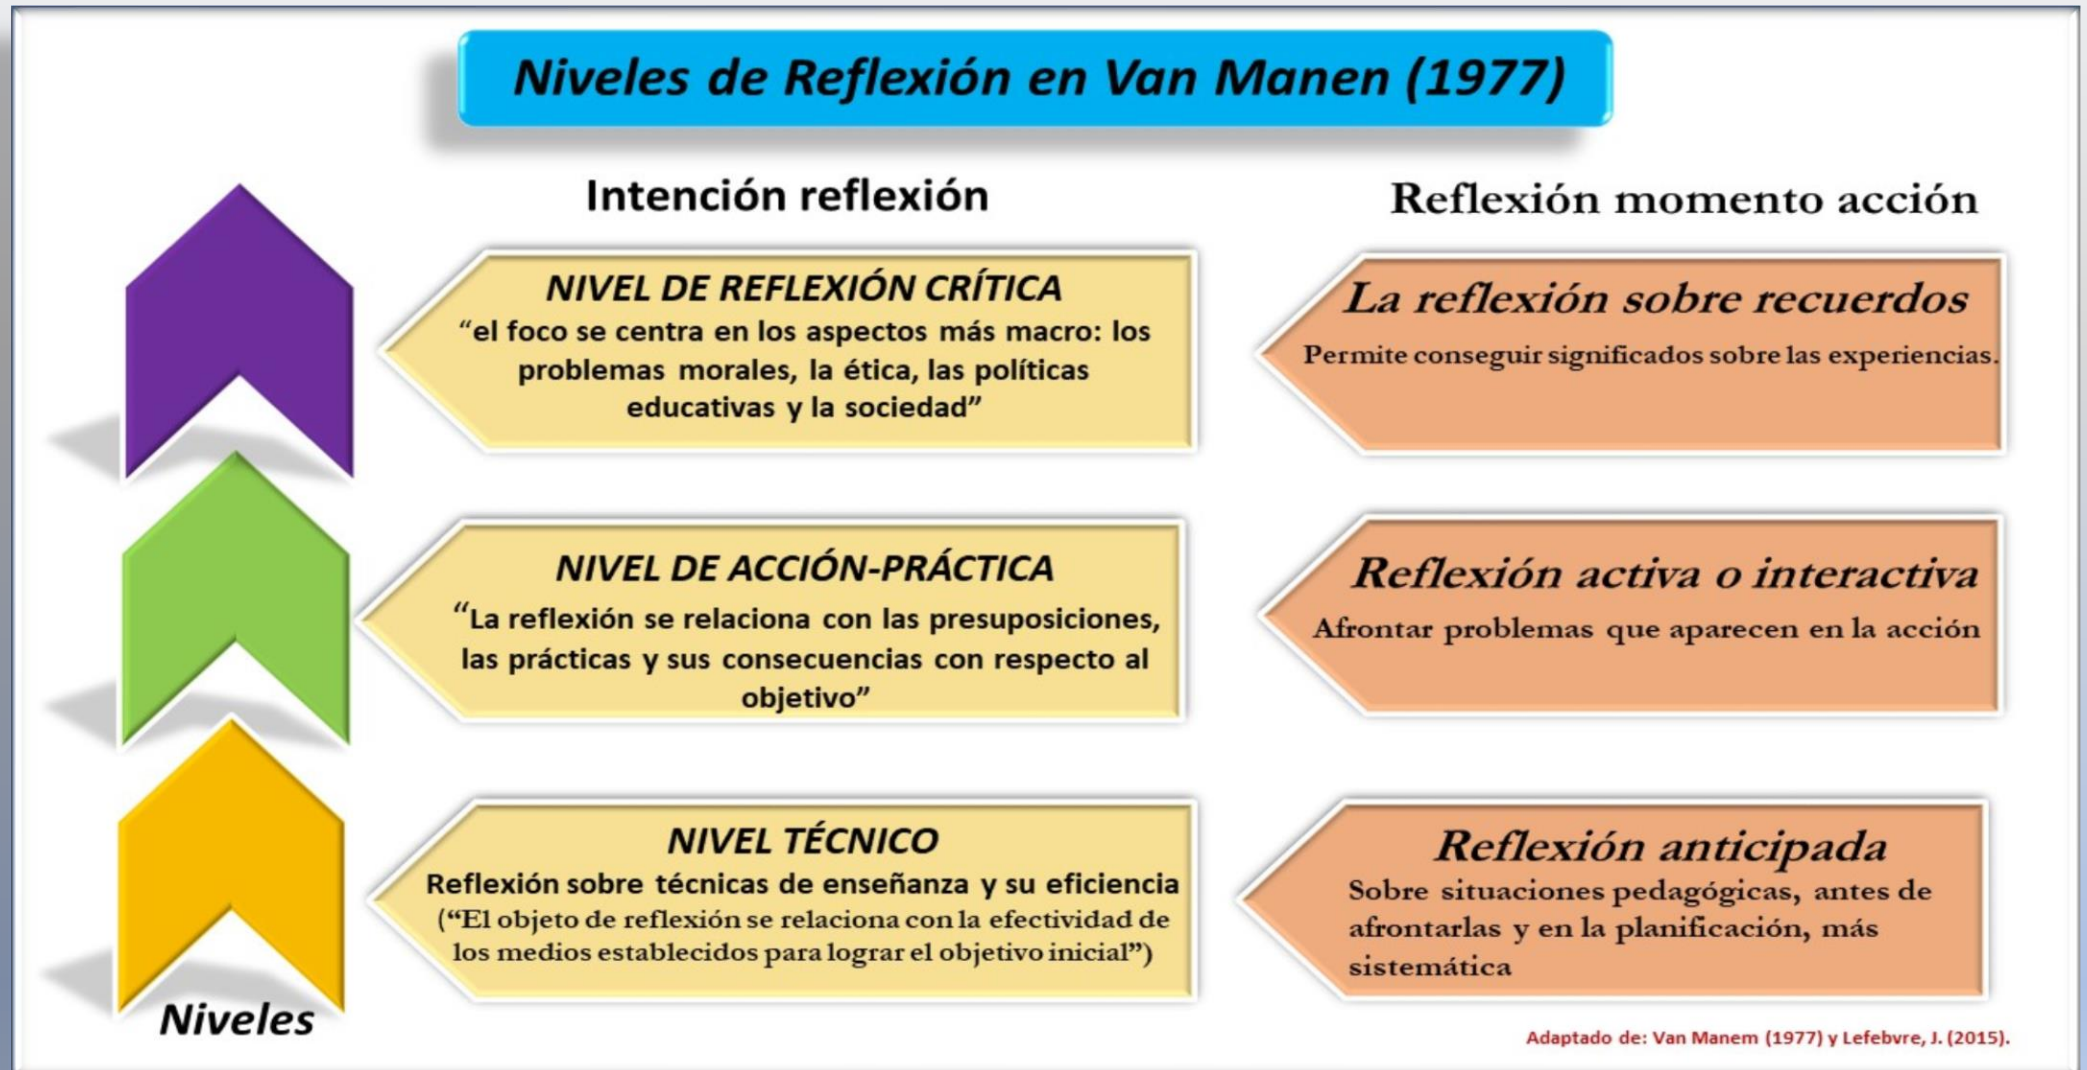 Niveles de Reflexión en Van Manen (1977)
Intención reflexión
Reflexión momento acción
NIVEL DE REFLEXIÓN CRÍTICA
“el foco se centra en los aspectos más macro: los
problemas morales, la ética, las políticas
educativas y la sociedad”
La reflexión sobre recuerdos
Permite conseguir significados sobre las experiencias.
NIVEL DE ACCIÓN-PRÁCTICA
“La reflexión se relaciona con las presuposiciones,
las prácticas y sus consecuencias con respecto al
objetivo”
Reflexión activa o interactiva
Afrontar problemas que aparecen en la acción
NIVEL TÉCNICO
Reflexión sobre técnicas de enseñanza y su eficiencia
(“El objeto de reflexión se relaciona con la efectividad de
los medios establecidos para lograr el objetivo inicial”)
Reflexión anticipada
Sobre situaciones pedagógicas, antes de
afrontarlas y en la planificación, más
sistemática
Niveles
Adaptado de: Van Manem (1977) y Lefebvre, J. (2015).